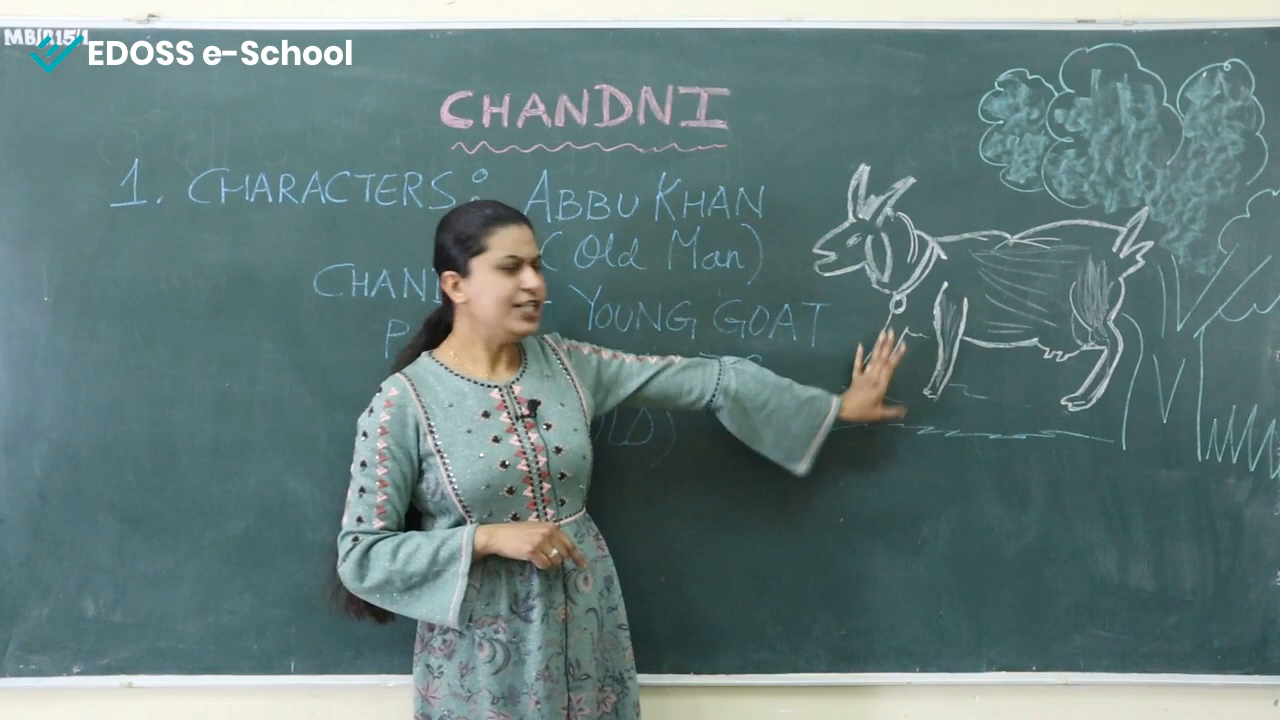 MB/015/1
EDOSS e-School
CHANDNI
1. CHARACTERS: ABBU KHAN
(Old Man)
YOUNG GOAT